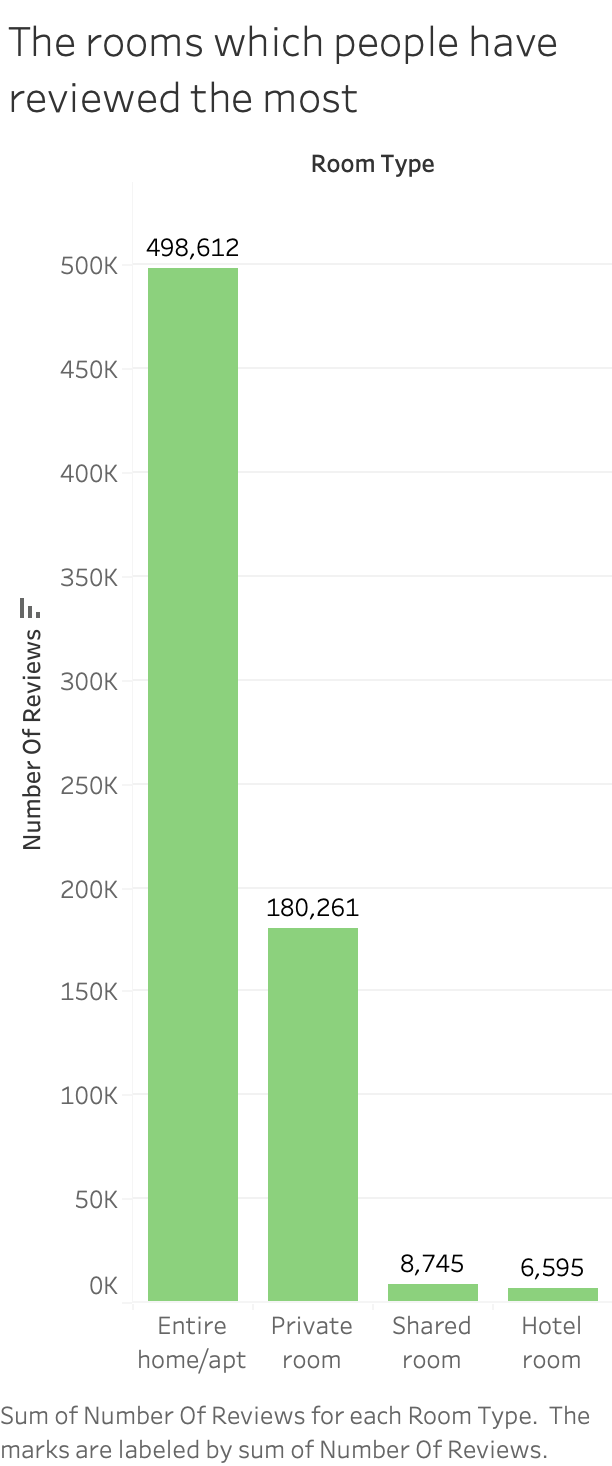 The rooms which people have
reviewed the most
Room Type
498,612
500K
450K
400K
350K
300K
250K
200K
150K
100K
50K
0K
Number Of Reviews
180,261
8,745
6,595
Entire
home/apt
Private
room
Shared
room
Hotel
room
Sum of Number Of Reviews for each Room Type.  The
marks are labeled by sum of Number Of Reviews.